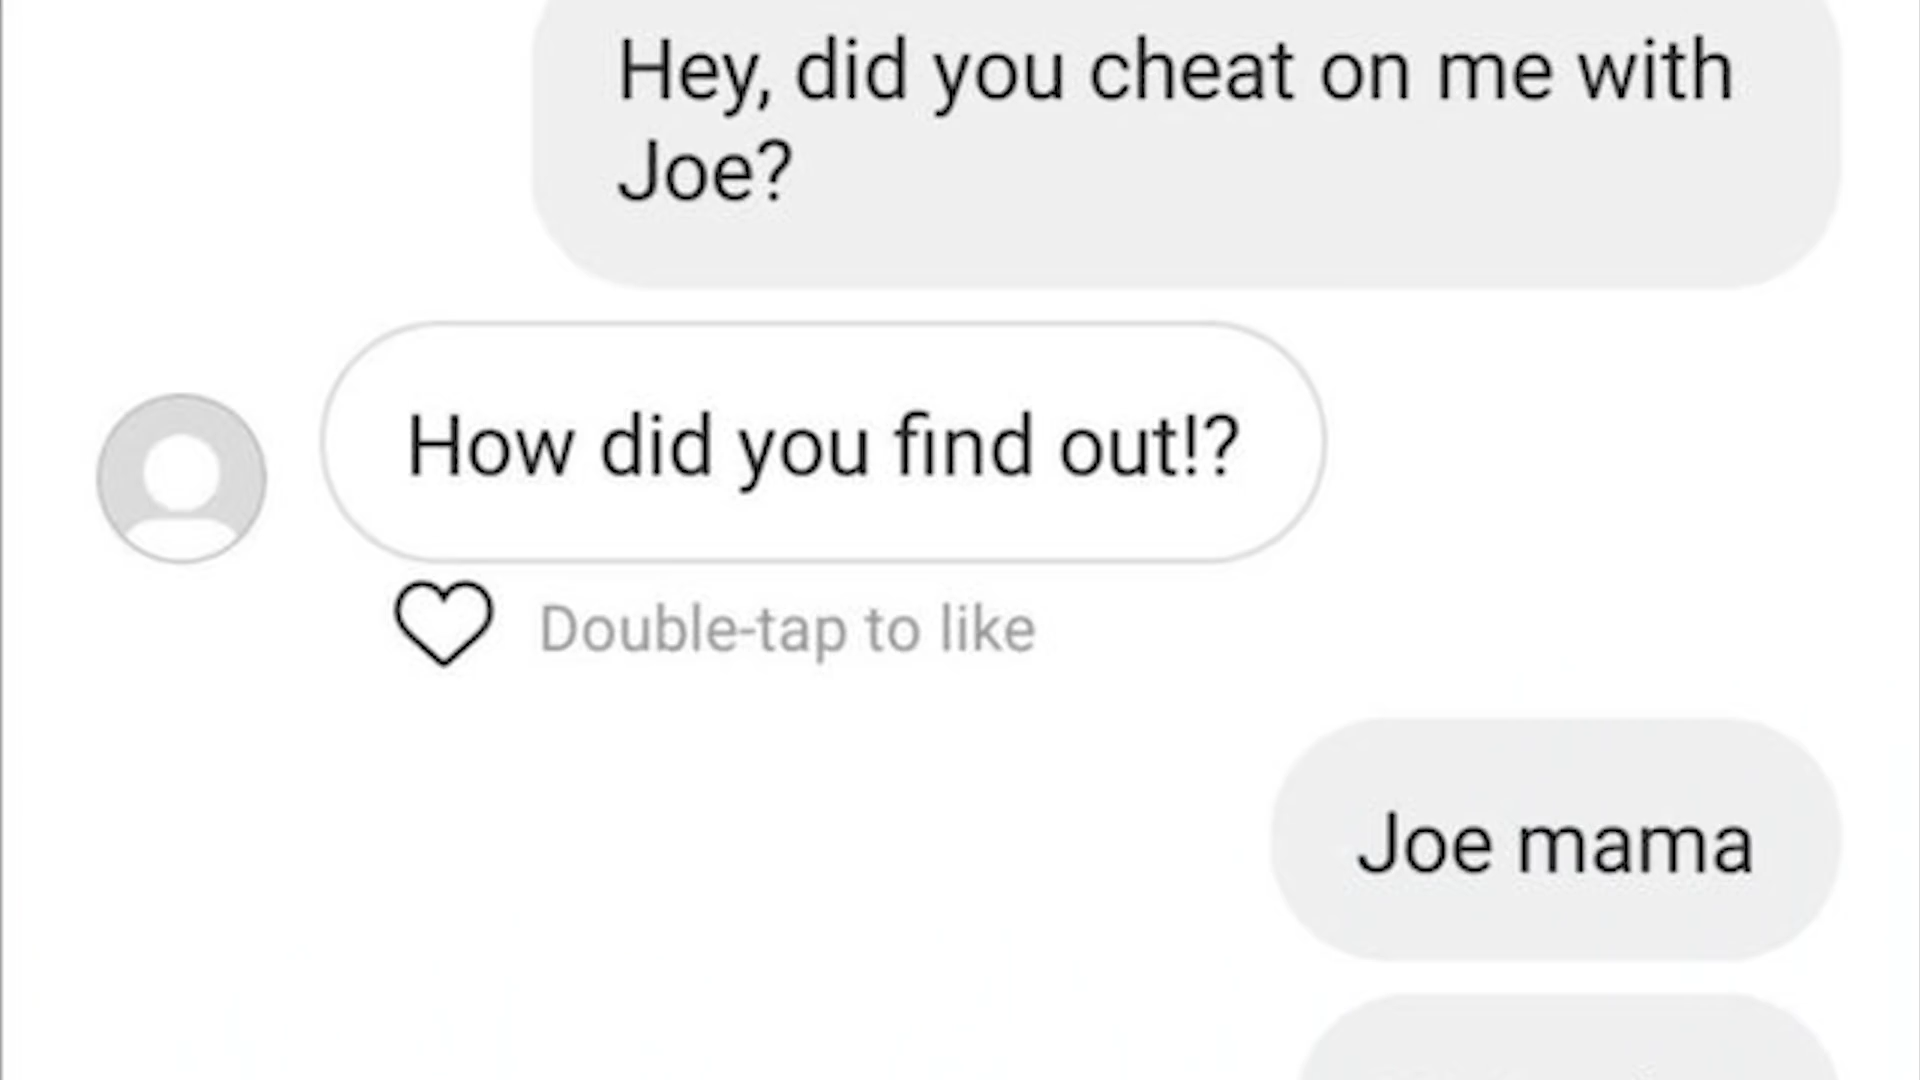 Hey, did you cheat on me with
Joe?
How did you find out!?
Double-tap to like
Joe mama